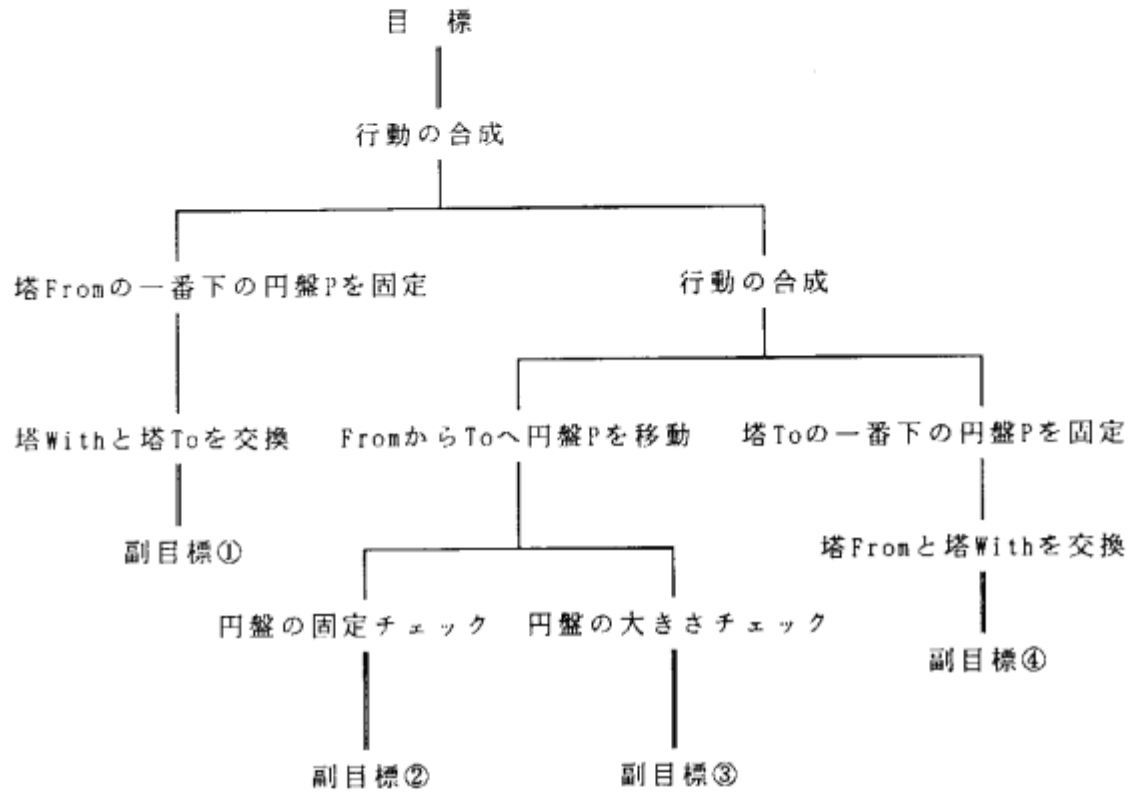 目 標
行動の合成
塔Fromの一番下の円盤Pを固定
行動の合成
塔Withと塔Toを交換
FromからToへ円盤Pを移動
塔Toの一番下の円盤Pを固定
副目標①
塔Fromと塔Withを交換
円盤の固定チェック
円盤の大きさチェック
副目標④
副目標②
副目標③